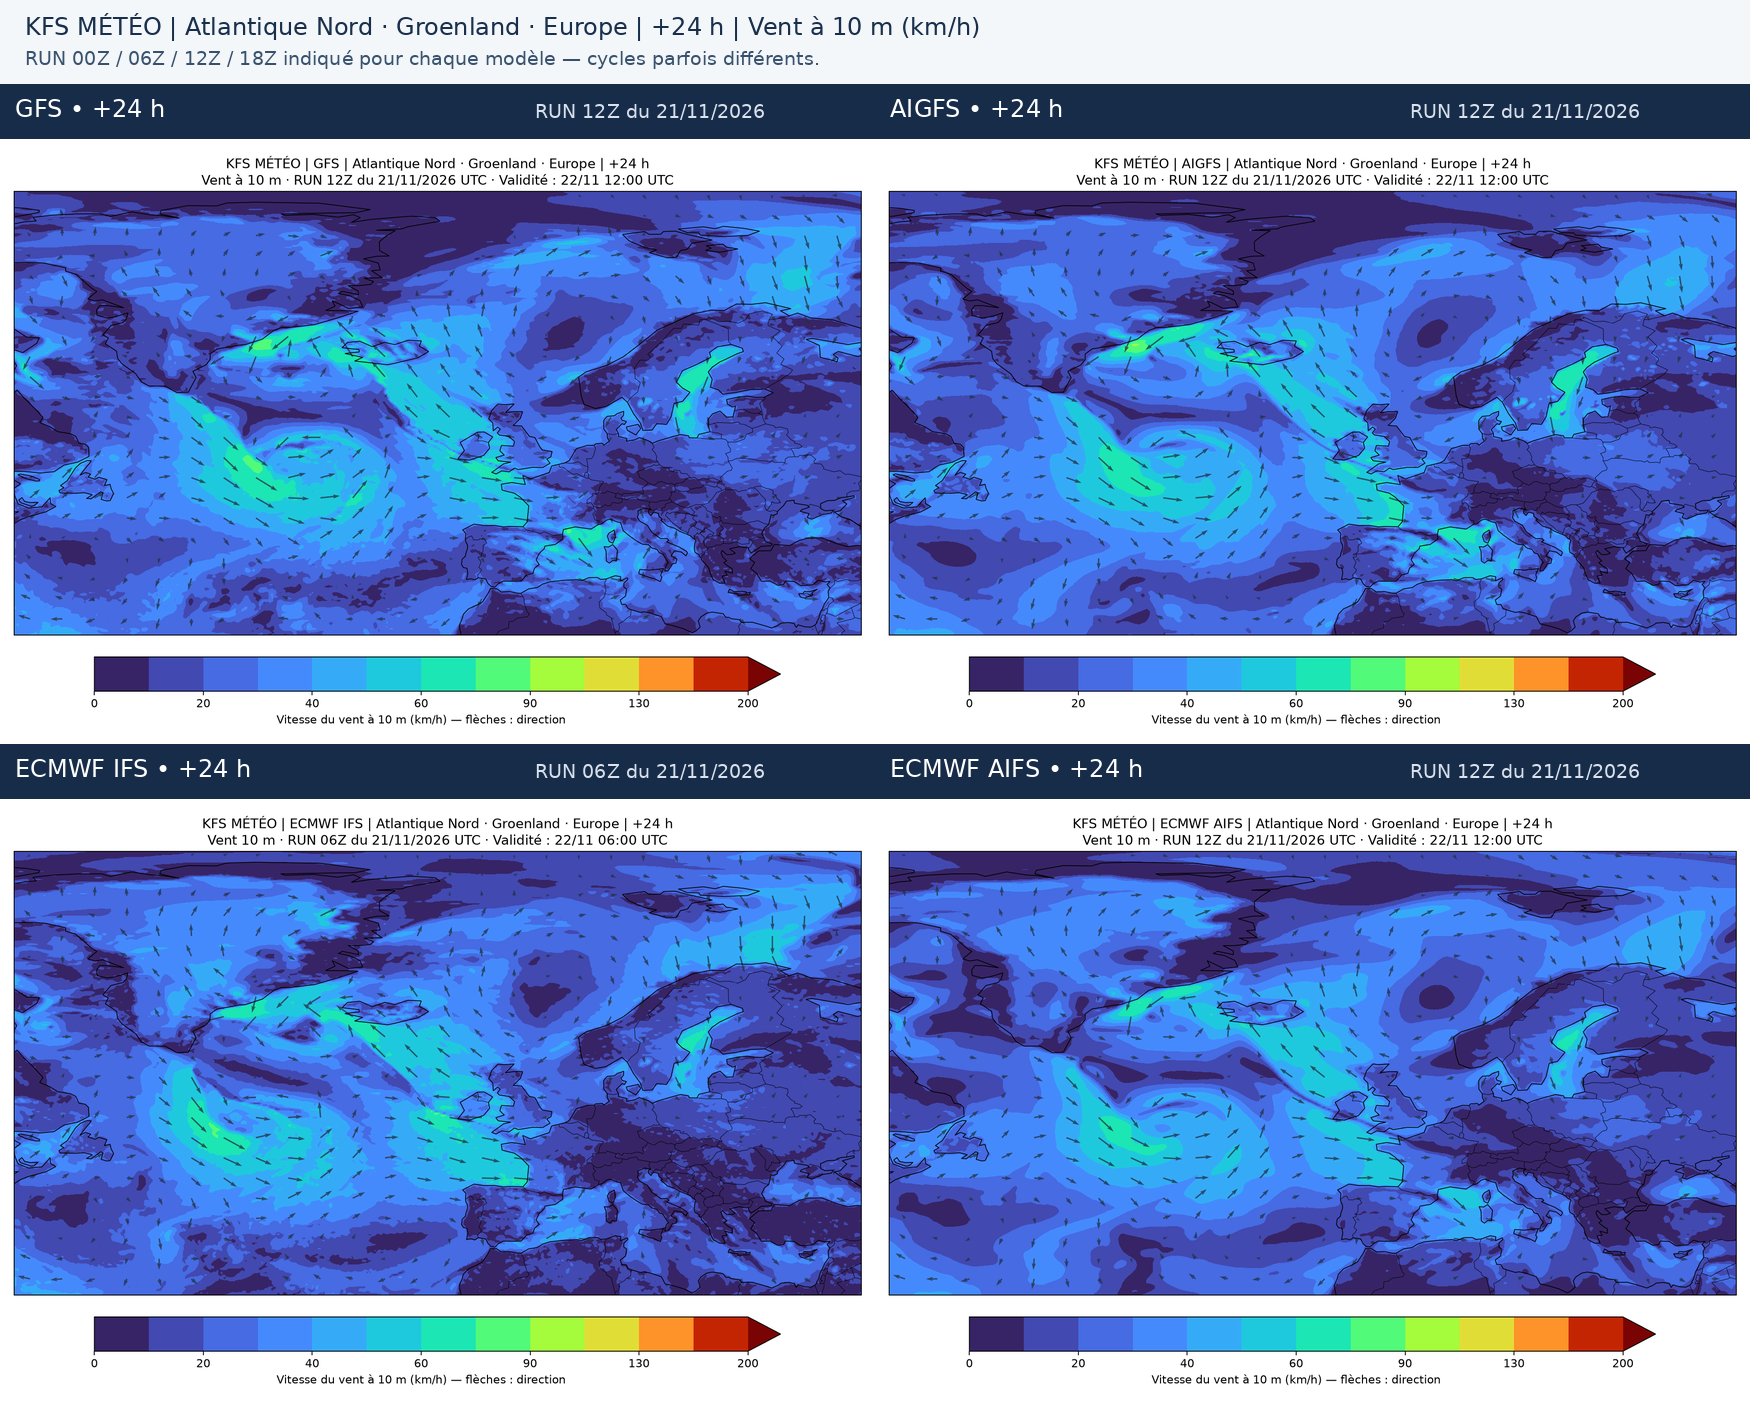 KFS MÉTÉO | Atlantique Nord · Groenland · Europe | +24 h | Vent à 10 m (km/h)
RUN 00Z / 06Z / 12Z / 18Z indiqué pour chaque modèle — cycles parfois différents.
GFS • +24 h
RUN 12Z du 21/11/2026
KFS MÉTÉO | GFS | Atlantique Nord · Groenland · Europe | +24 h
Vent à 10 m · RUN 12Z du 21/11/2026 UTC · Validité : 22/11 12:00 UTC
0 20 40 60 90 130 200
Vitesse du vent à 10 m (km/h) — flèches : direction
AIGFS • +24 h
RUN 12Z du 21/11/2026
KFS MÉTÉO | AIGFS | Atlantique Nord · Groenland · Europe | +24 h
Vent à 10 m · RUN 12Z du 21/11/2026 UTC · Validité : 22/11 12:00 UTC
0 20 40 60 90 130 200
Vitesse du vent à 10 m (km/h) — flèches : direction
ECMWF IFS • +24 h
RUN 06Z du 21/11/2026
KFS MÉTÉO | ECMWF IFS | Atlantique Nord · Groenland · Europe | +24 h
Vent 10 m · RUN 06Z du 21/11/2026 UTC · Validité : 22/11 06:00 UTC
0 20 40 60 90 130 200
Vitesse du vent à 10 m (km/h) — flèches : direction
ECMWF AIFS • +24 h
RUN 12Z du 21/11/2026
KFS MÉTÉO | ECMWF AIFS | Atlantique Nord · Groenland · Europe | +24 h
Vent 10 m · RUN 12Z du 21/11/2026 UTC · Validité : 22/11 12:00 UTC
0 20 40 60 90 130 200
Vitesse du vent à 10 m (km/h) — flèches : direction